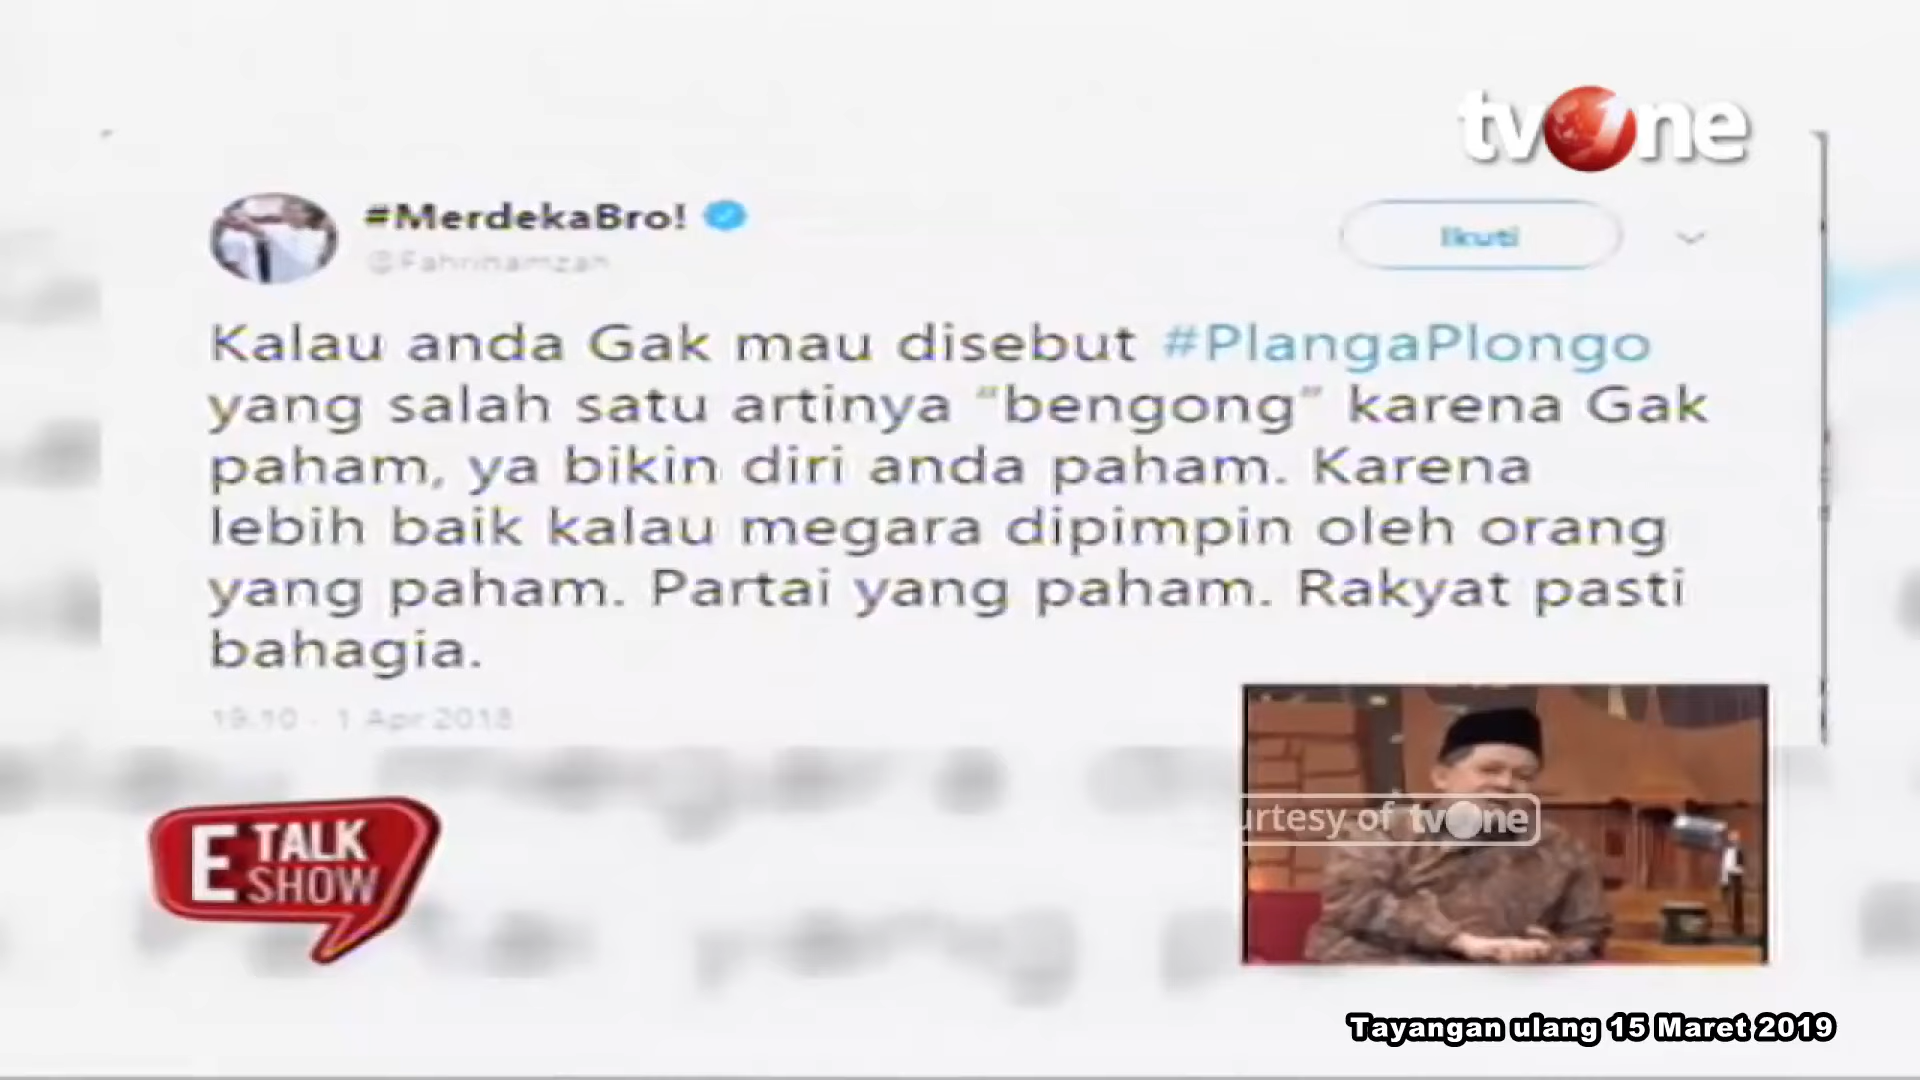 tvOne
#MerdekaBro!
@Fahrihamzah
Ikuti
Kalau anda Gak mau disebut #PlangaPlongo
yang salah satu artinya "bengong" karena Gak
paham, ya bikin diri anda paham. Karena
lebih baik kalau megara dipimpin oleh orang
yang paham. Partai yang paham. Rakyat pasti
bahagia.
19.10 - 1 Apr 2018
urtesy of tvOne
E TALK
SHOW
Tayangan ulang 15 Maret 2019